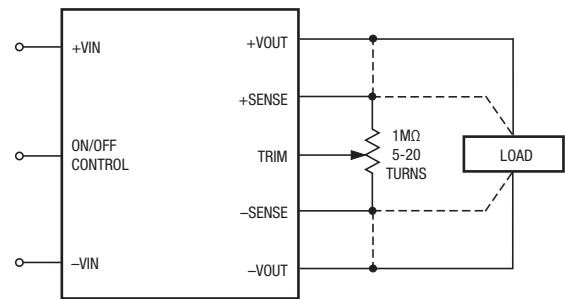 +VIN
ON/OFF
CONTROL
–VIN
+VOUT
+SENSE
TRIM
–SENSE
–VOUT
1MΩ
5-20
TURNS
LOAD